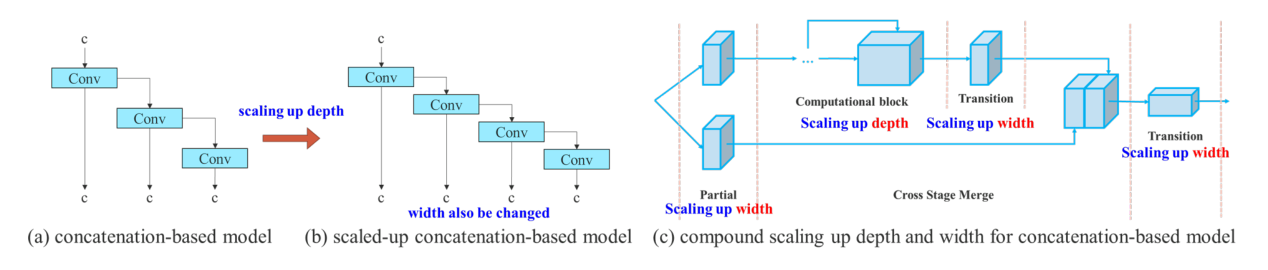 c
Conv
Conv
Conv
c c c
(a) concatenation-based model
scaling up depth
c
Conv
Conv
Conv
Conv
c c c c
width also be changed
(b) scaled-up concatenation-based model
...
Computational block
Scaling up depth
Transition
Scaling up width
Transition
Scaling up width
Partial
Scaling up width
Cross Stage Merge
(c) compound scaling up depth and width for concatenation-based model